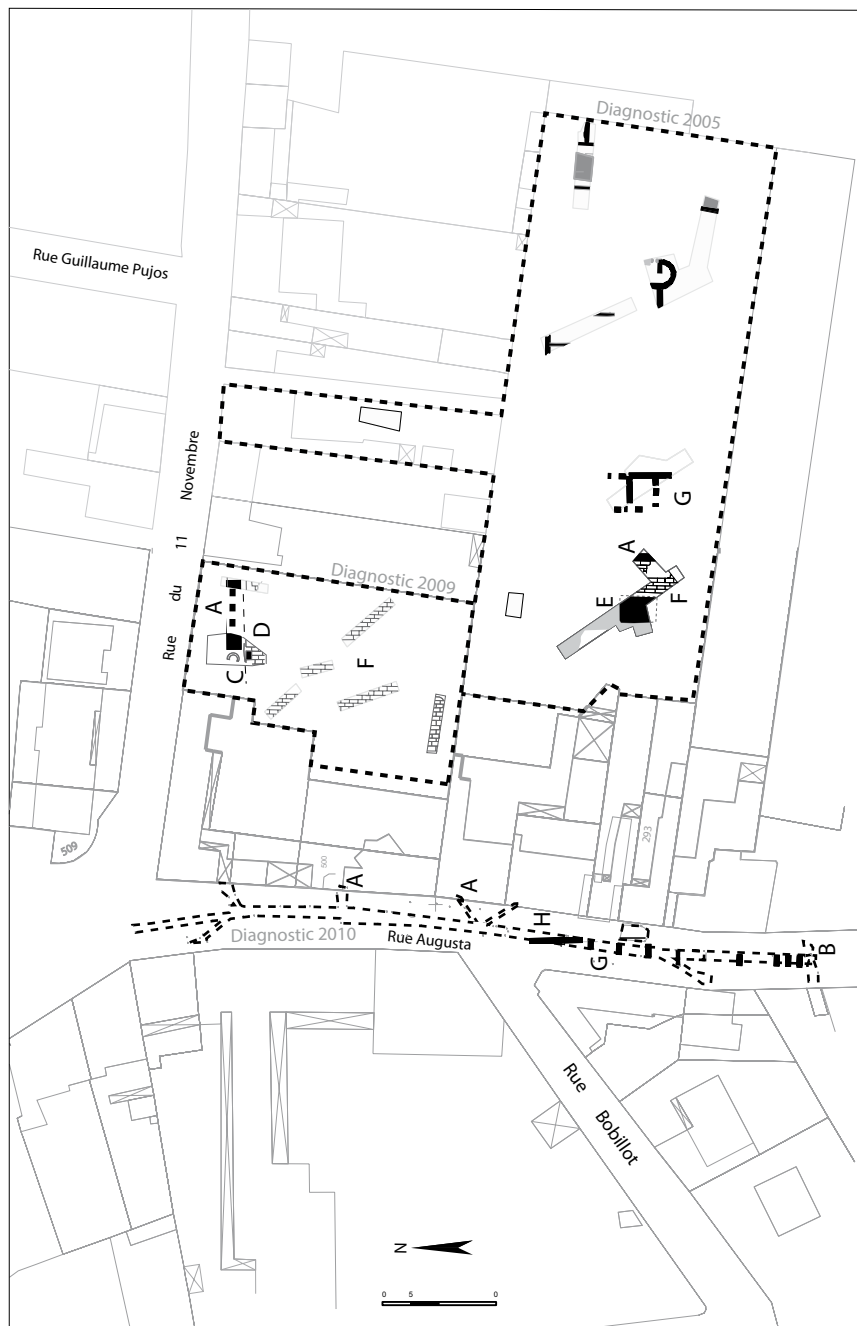 Diagnostic 2005
Rue Guillaume Pujos
Rue du 11 Novembre
Diagnostic 2009
A
C
D
F
G
A
E
F
509
500
293
A
A
Diagnostic 2010
Rue Augusta
H
G
B
Rue Bobillot
N
0 5 0